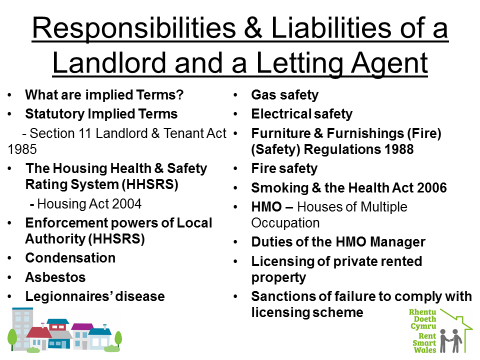 Responsibilities & Liabilities of a
Landlord and a Letting Agent
• What are implied Terms?
• Statutory Implied Terms
- Section 11 Landlord & Tenant Act
1985
• The Housing Health & Safety
Rating System (HHSRS)
- Housing Act 2004
• Enforcement powers of Local
Authority (HHSRS)
• Condensation
• Asbestos
• Legionnaires’ disease
• Gas safety
• Electrical safety
• Furniture & Furnishings (Fire)
(Safety) Regulations 1988
• Fire safety
• Smoking & the Health Act 2006
• HMO – Houses of Multiple
Occupation
• Duties of the HMO Manager
• Licensing of private rented
property
• Sanctions of failure to comply with
licensing scheme
Rhentu
Doeth
Cymru
Rent
Smart
Wales